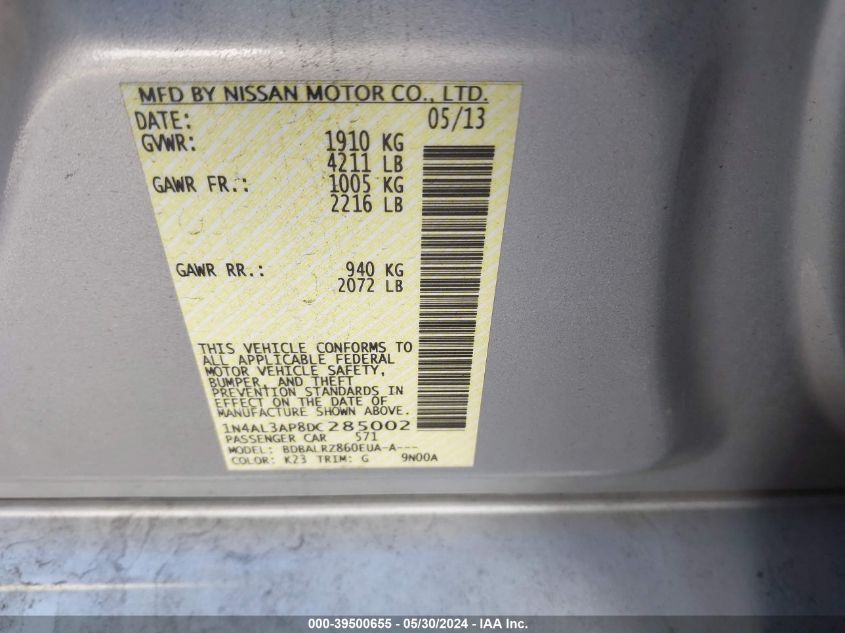 MFD BY NISSAN MOTOR CO., LTD.
DATE: 05/13
GVWR: 1910 KG
4211 LB
GAWR FR.: 1005 KG
2216 LB
GAWR RR.: 940 KG
2072 LB
THIS VEHICLE CONFORMS TO
ALL APPLICABLE FEDERAL
MOTOR VEHICLE SAFETY,
BUMPER, AND THEFT
PREVENTION STANDARDS IN
EFFECT ON THE DATE OF
MANUFACTURE SHOWN ABOVE.
1N4AL3AP8DC285002
PASSENGER CAR 571
MODEL: BDBALRZ860EUA-A---
COLOR: K23 TRIM: G 9N00A
000-39500655 - 05/30/2024 - IAA Inc.